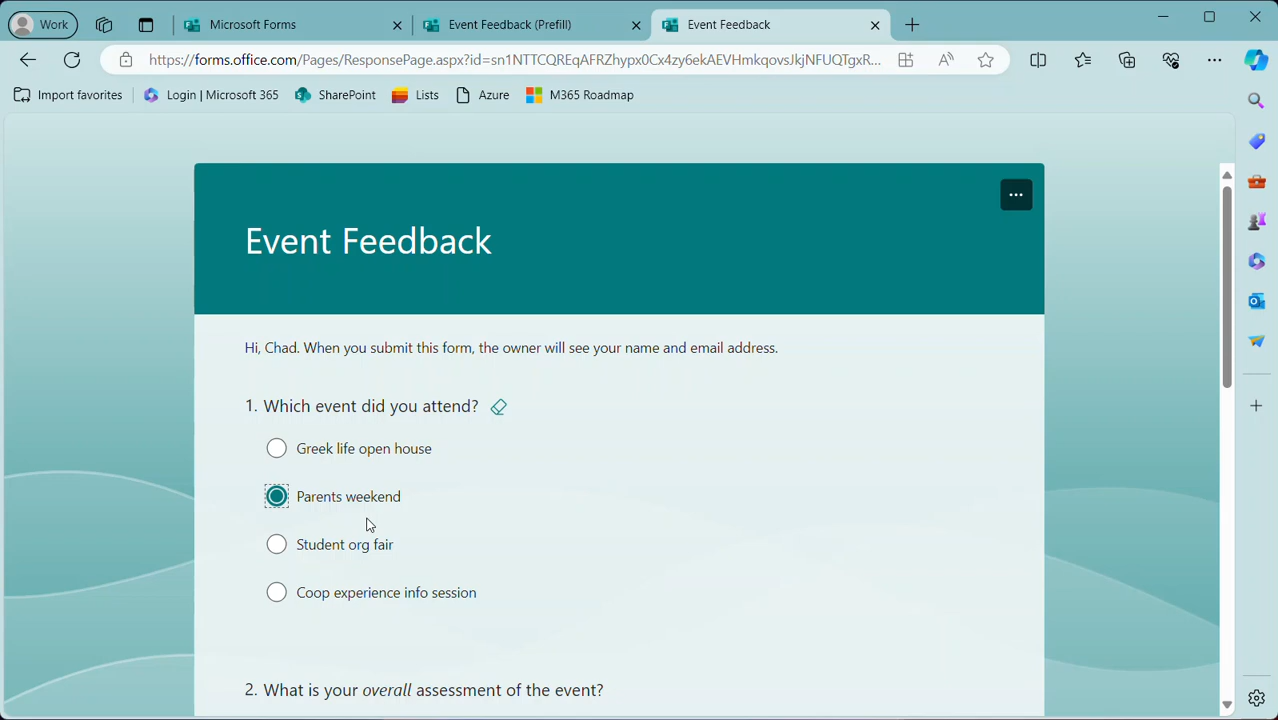 Work
Microsoft Forms
Event Feedback (Prefill)
Event Feedback
https://forms.office.com/Pages/ResponsePage.aspx?id=sn1NTTCQREqAFRZhypx0Cx4zy6ekAEVHmkqovsJkjNFUQTgxR...
Import favorites
Login | Microsoft 365
SharePoint
Lists
Azure
M365 Roadmap
Event Feedback
Hi, Chad. When you submit this form, the owner will see your name and email address.
1. Which event did you attend?
Greek life open house
Parents weekend
Student org fair
Coop experience info session
2. What is your overall assessment of the event?